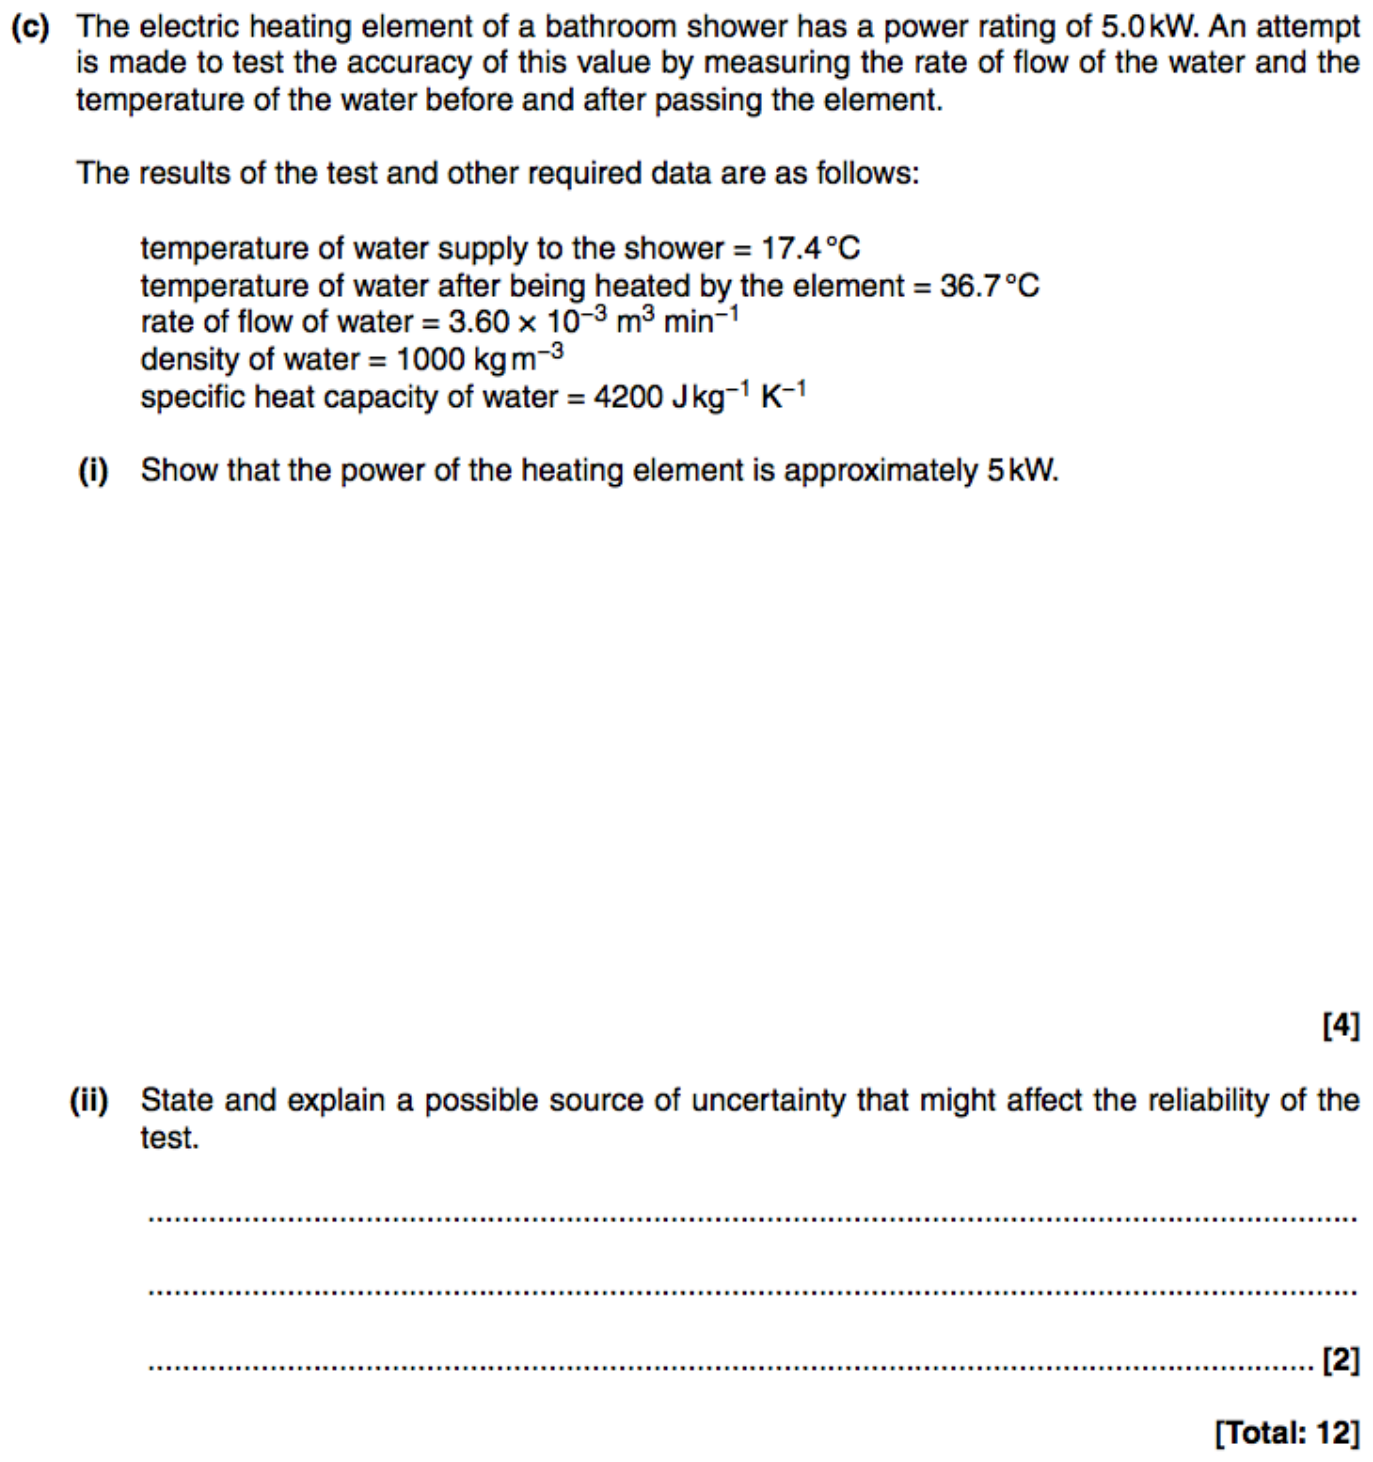 (c) The electric heating element of a bathroom shower has a power rating of 5.0 kW. An attempt
is made to test the accuracy of this value by measuring the rate of flow of the water and the
temperature of the water before and after passing the element.
The results of the test and other required data are as follows:
temperature of water supply to the shower = 17.4 °C
temperature of water after being heated by the element = 36.7 °C
rate of flow of water = 3.60 × 10⁻³ m³ min⁻¹
density of water = 1000 kg m⁻³
specific heat capacity of water = 4200 J kg⁻¹ K⁻¹
(i) Show that the power of the heating element is approximately 5 kW.
[4]
(ii) State and explain a possible source of uncertainty that might affect the reliability of the
test.
[2]
[Total: 12]